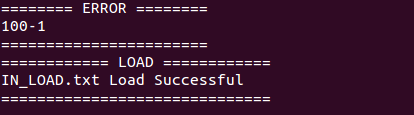 ======== ERROR ========
100-1
=======================
============ LOAD ============
IN_LOAD.txt Load Successful
==============================